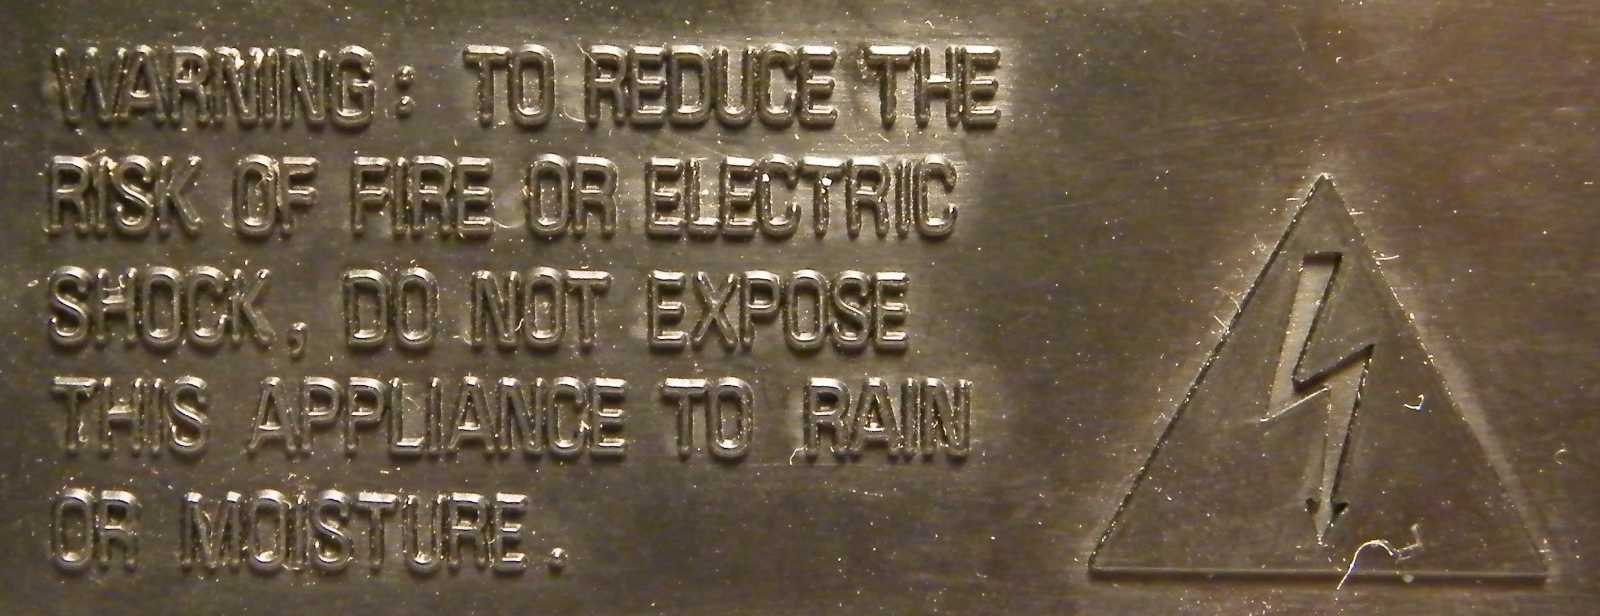 WARNING: TO REDUCE THE
RISK OF FIRE OR ELECTRIC
SHOCK, DO NOT EXPOSE
THIS APPLIANCE TO RAIN
OR MOISTURE.